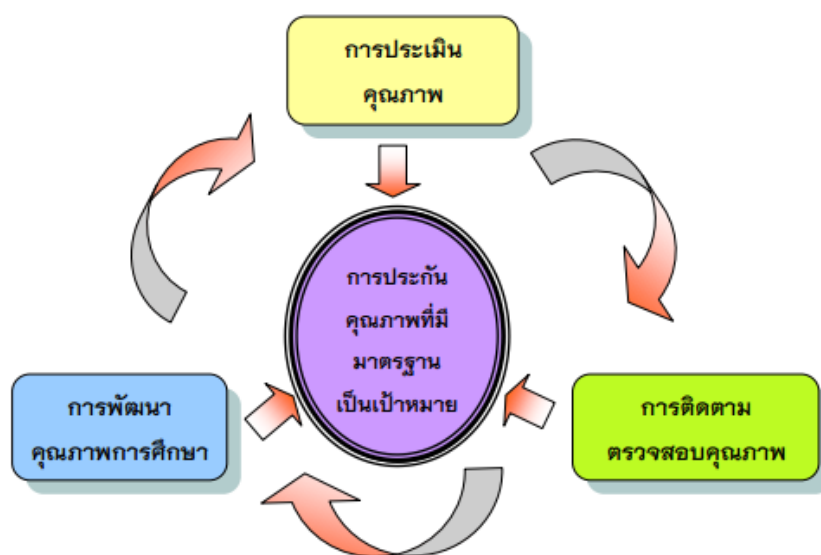 การประเมิน
คุณภาพ
การประกัน
คุณภาพที่มี
มาตรฐาน
เป็นเป้าหมาย
การพัฒนา
คุณภาพการศึกษา
การติดตาม
ตรวจสอบคุณภาพ